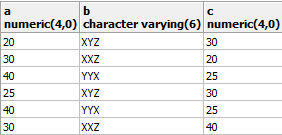 a b c
numeric(4,0) character varying(6) numeric(4,0)
20 XYZ 30
30 XXZ 20
40 YYX 25
25 XYZ 30
40 YYX 25
30 XXZ 40